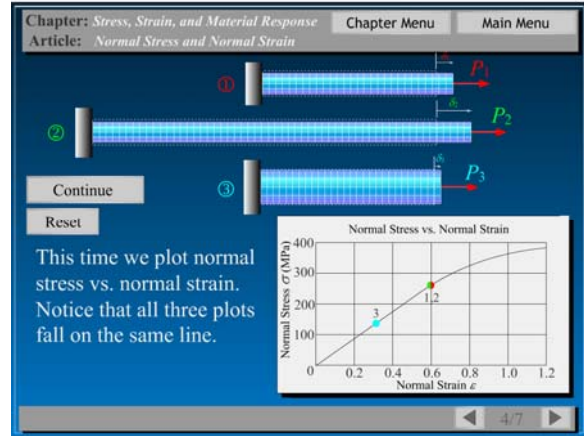 Chapter: Stress, Strain, and Material Response
Article: Normal Stress and Normal Strain
Chapter Menu
Main Menu
① P1
δ2
② P2
δ3
③ P3
Continue
Reset
This time we plot normal
stress vs. normal strain.
Notice that all three plots
fall on the same line.
Normal Stress vs. Normal Strain
Normal Stress σ (MPa)
400
300
200
100
0
3
1,2
0.2 0.4 0.6 0.8 1.0 1.2
Normal Strain ε
4/7